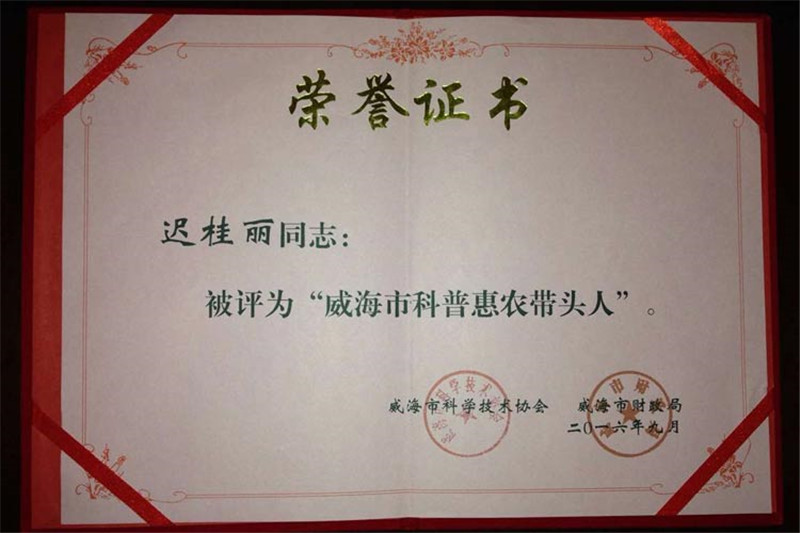 荣誉证书
迟桂丽同志：
被评为“威海市科普惠农带头人”。
威海市科学技术协会 威海市财政局
二〇一六年九月